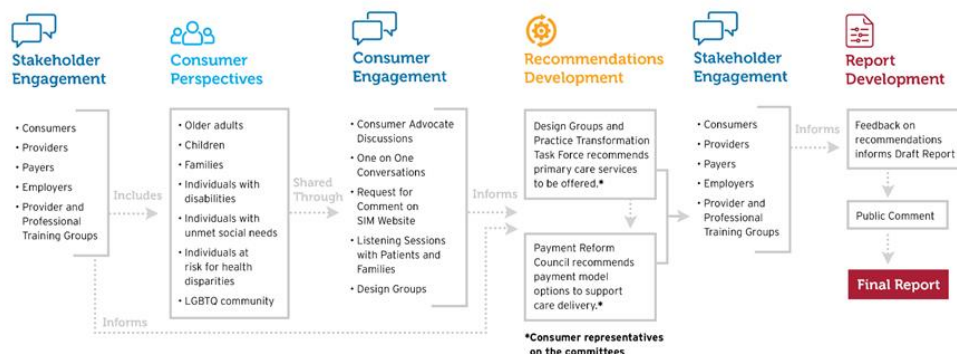 Stakeholder
Engagement
• Consumers
• Providers
• Payers
• Employers
• Provider and
Professional
Training Groups
Includes
Informs
Consumer
Perspectives
• Older adults
• Children
• Families
• Individuals with
disabilities
• Individuals with
unmet social needs
• Individuals at
risk for health
disparities
• LGBTQ community
Shared
Through
Consumer
Engagement
• Consumer Advocate
Discussions
• One on One
Conversations
• Request for
Comment on
SIM Website
• Listening Sessions
with Patients and
Families
• Design Groups
Informs
Recommendations
Development
Design Groups and
Practice Transformation
Task Force recommends
primary care services
to be offered.*
Payment Reform
Council recommends
payment model
options to support
care delivery.*
*Consumer representatives
on the committees
Stakeholder
Engagement
• Consumers
• Providers
• Payers
• Employers
• Provider and
Professional
Training Groups
Informs
Report
Development
Feedback on
recommendations
informs Draft Report
Public Comment
Final Report